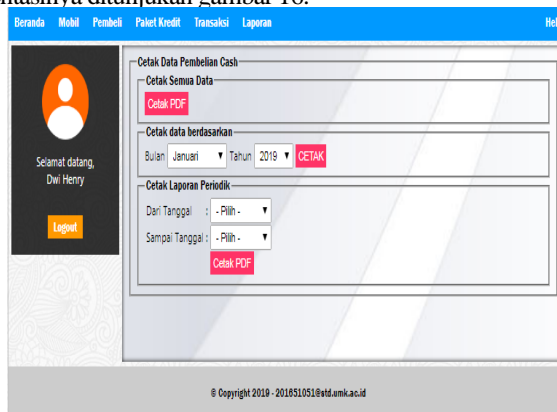 ditunjukan gambar 16.
Beranda Mobil Pembeli Paket Kredit Transaksi Laporan
Selamat datang,
Dwi Henry
Logout
Cetak Data Pembelian Cash
Cetak Semua Data
Cetak PDF
Cetak data berdasarkan
Bulan Januari Tahun 2019 CETAK
Cetak Laporan Periodik
Dari Tanggal : - Pilih -
Sampai Tanggal : - Pilih -
Cetak PDF
© Copyright 2019 - 201651051@std.umk.ac.id